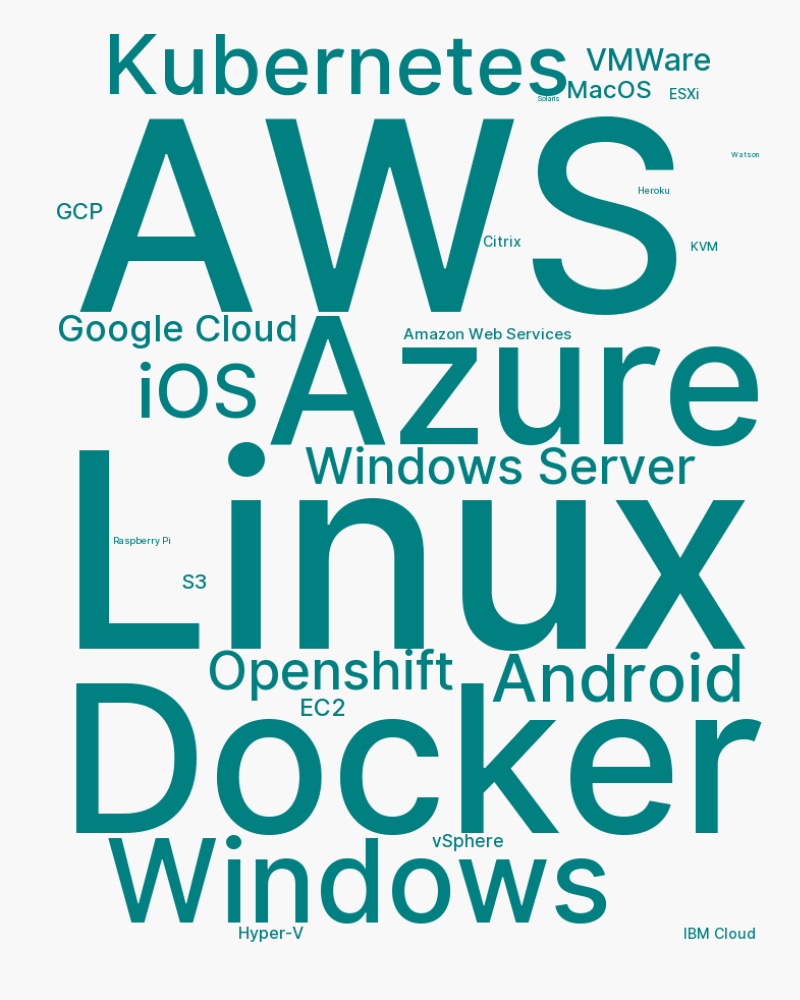 Kubernetes
VMWare
MacOS
ESXi
Solaris
AWS
Watson
Heroku
GCP
Citrix
KVM
Google Cloud
Amazon Web Services
Azure
iOS
Windows Server
Linux
Raspberry Pi
S3
Openshift
Android
EC2
Docker
vSphere
Windows
Hyper-V
IBM Cloud